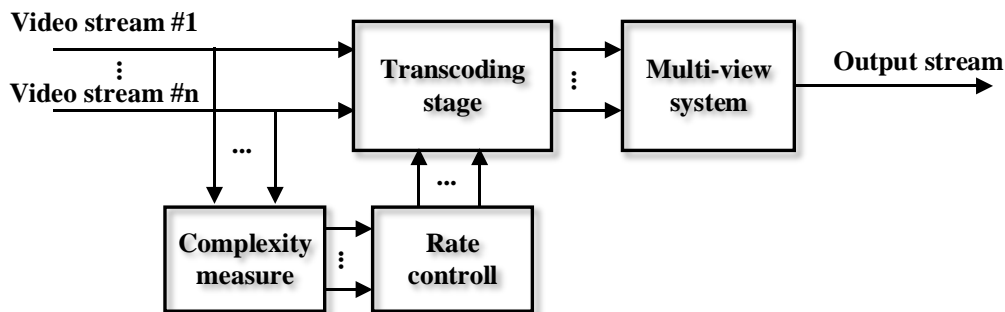 Video stream #1
Video stream #n
Transcoding
stage
Multi-view
system
Output stream
...
...
...
...
...
Complexity
measure
Rate
controll